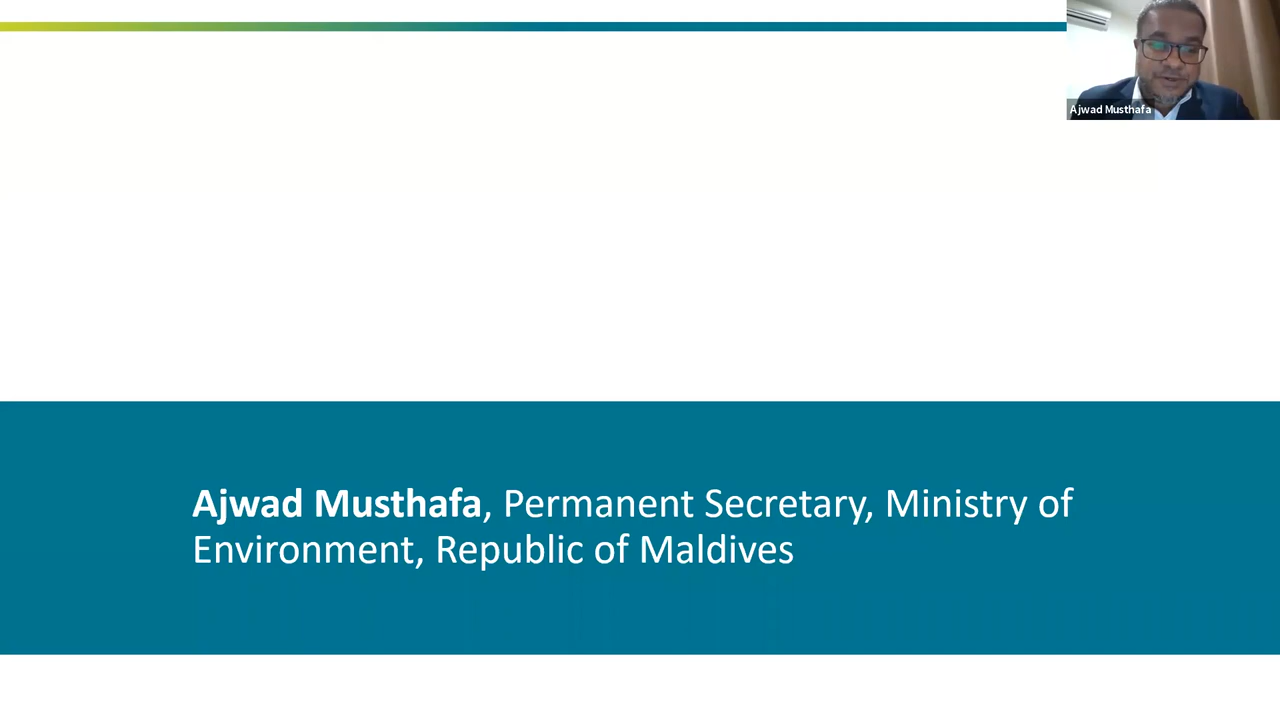 Ajwad Musthafa
Ajwad Musthafa, Permanent Secretary, Ministry of
Environment, Republic of Maldives